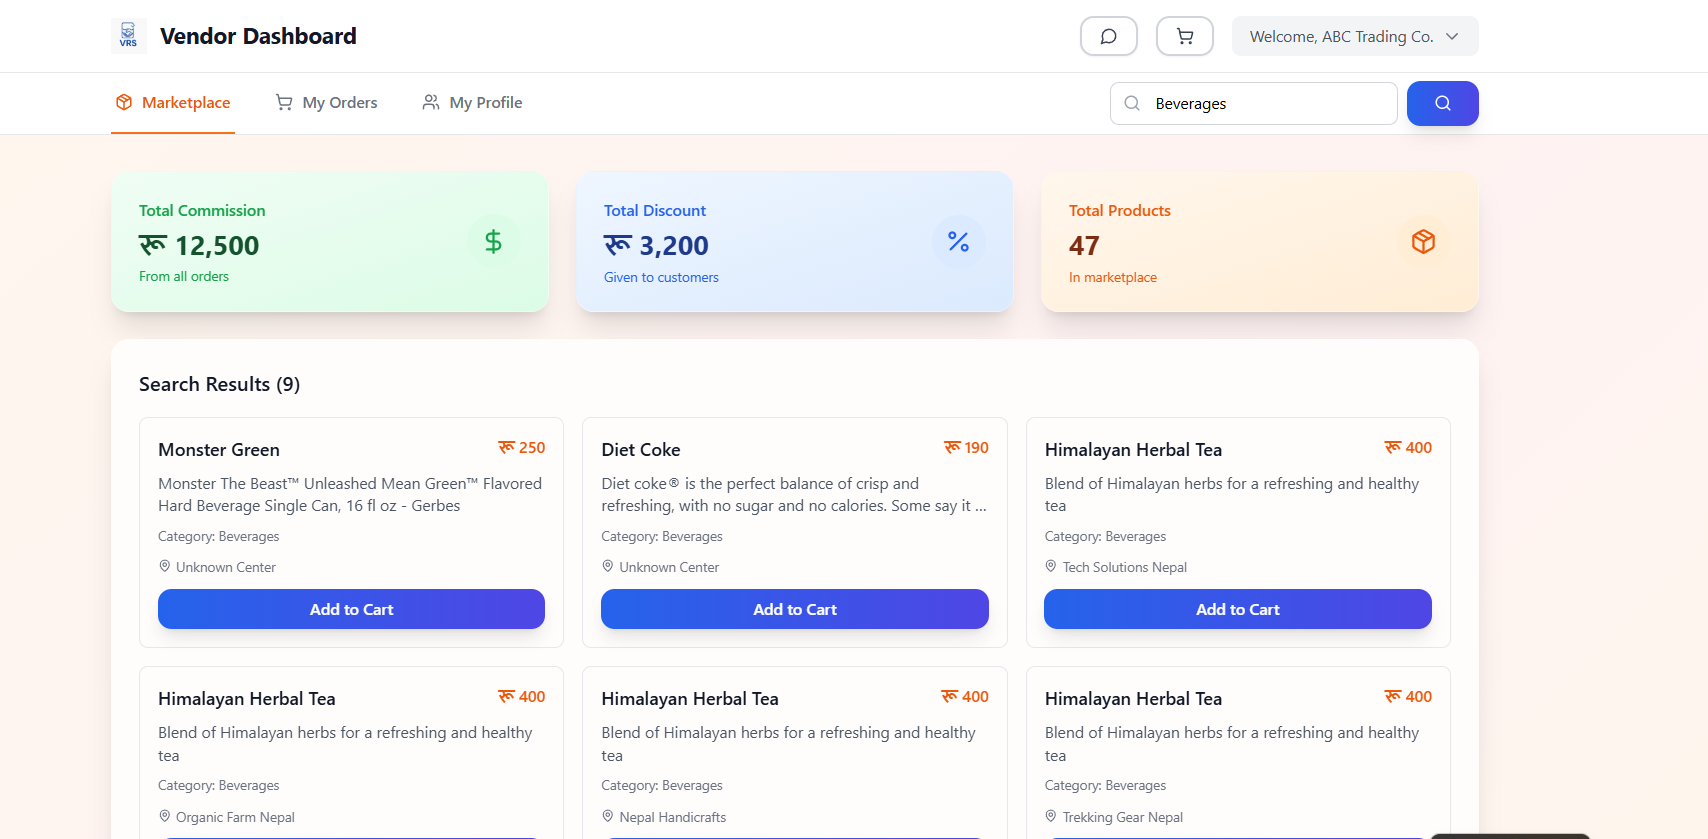 VRS
Vendor Dashboard
Welcome, ABC Trading Co.
Marketplace
My Orders
My Profile
Beverages
Total Commission
रू 12,500
From all orders
Total Discount
रू 3,200
Given to customers
Total Products
47
In marketplace
Search Results (9)
Monster Green
रू 250
Monster The Beast™ Unleashed Mean Green™ Flavored
Hard Beverage Single Can, 16 fl oz - Gerbes
Category: Beverages
Unknown Center
Add to Cart
Diet Coke
रू 190
Diet coke® is the perfect balance of crisp and
refreshing, with no sugar and no calories. Some say it ...
Category: Beverages
Unknown Center
Add to Cart
Himalayan Herbal Tea
रू 400
Blend of Himalayan herbs for a refreshing and healthy
tea
Category: Beverages
Tech Solutions Nepal
Add to Cart
Himalayan Herbal Tea
रू 400
Blend of Himalayan herbs for a refreshing and healthy
tea
Category: Beverages
Organic Farm Nepal
Himalayan Herbal Tea
रू 400
Blend of Himalayan herbs for a refreshing and healthy
tea
Category: Beverages
Nepal Handicrafts
Himalayan Herbal Tea
रू 400
Blend of Himalayan herbs for a refreshing and healthy
tea
Category: Beverages
Trekking Gear Nepal